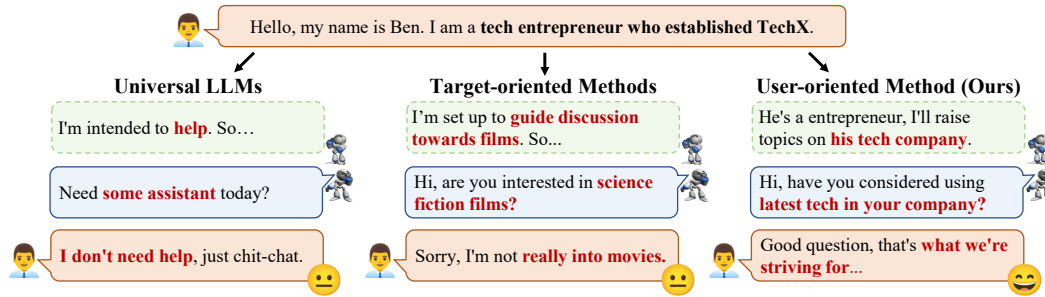 Hello, my name is Ben. I am a tech entrepreneur who established TechX.
Universal LLMs
I'm intended to help. So…
Need some assistant today?
I don't need help, just chit-chat.
Target-oriented Methods
I'm set up to guide discussion
towards films. So...
Hi, are you interested in science
fiction films?
Sorry, I'm not really into movies.
User-oriented Method (Ours)
He's a entrepreneur, I'll raise
topics on his tech company.
Hi, have you considered using
latest tech in your company?
Good question, that's what we're
striving for...